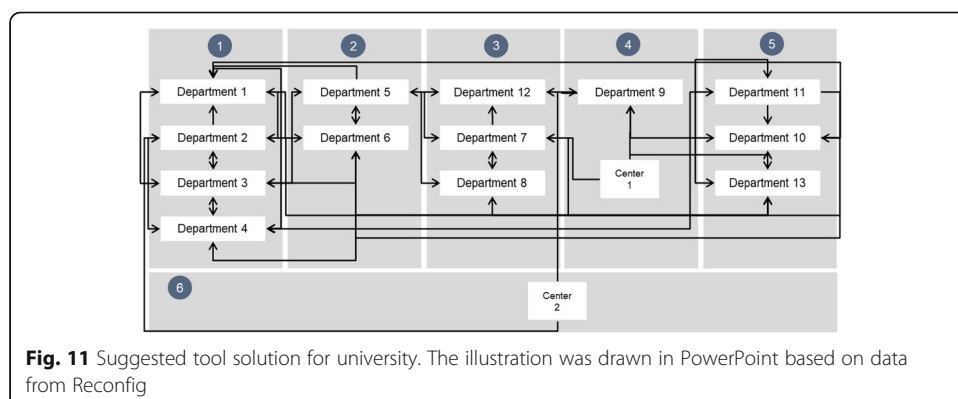 1
2
3
4
5
Department 1
Department 5
Department 12
Department 9
Department 11
Department 2
Department 6
Department 7
Department 10
Department 3
Department 8
Center
1
Department 13
Department 4
6
Center
2
Fig. 11 Suggested tool solution for university. The illustration was drawn in PowerPoint based on data
from Reconfig